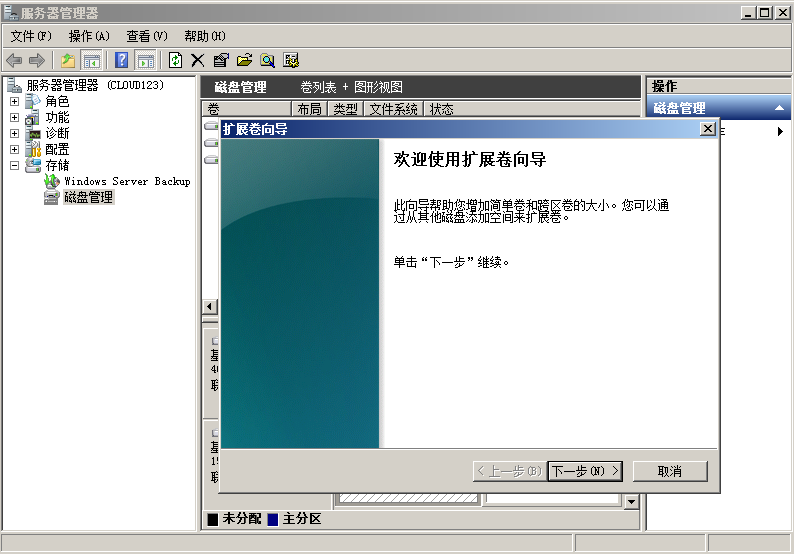 服务器管理器
文件(F) 操作(A) 查看(V) 帮助(H)
服务器管理器 (CLOUD123)
角色
功能
诊断
配置
存储
Windows Server Backup
磁盘管理
磁盘管理 卷列表 + 图形视图
卷 布局 类型 文件系统 状态
操作
磁盘管理
扩展卷向导
欢迎使用扩展卷向导
此向导帮助您增加简单卷和跨区卷的大小。您可以通
过从其他磁盘添加空间来扩展卷。
单击“下一步”继续。
< 上一步(B) 下一步(N) > 取消
未分配 主分区